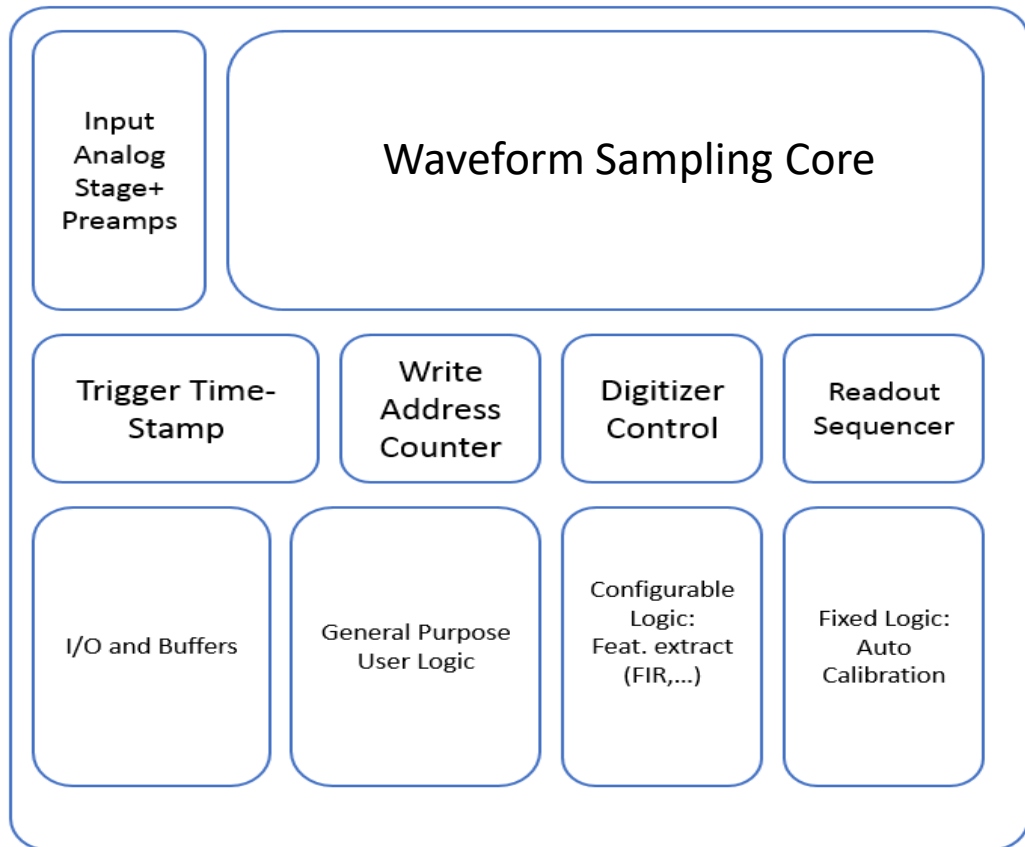 Input
Analog
Stage+
Preamps
Waveform Sampling Core
Trigger Time-
Stamp
Write
Address
Counter
Digitizer
Control
Readout
Sequencer
I/O and Buffers
General Purpose
User Logic
Configurable
Logic:
Feat. extract
(FIR,...)
Fixed Logic:
Auto
Calibration